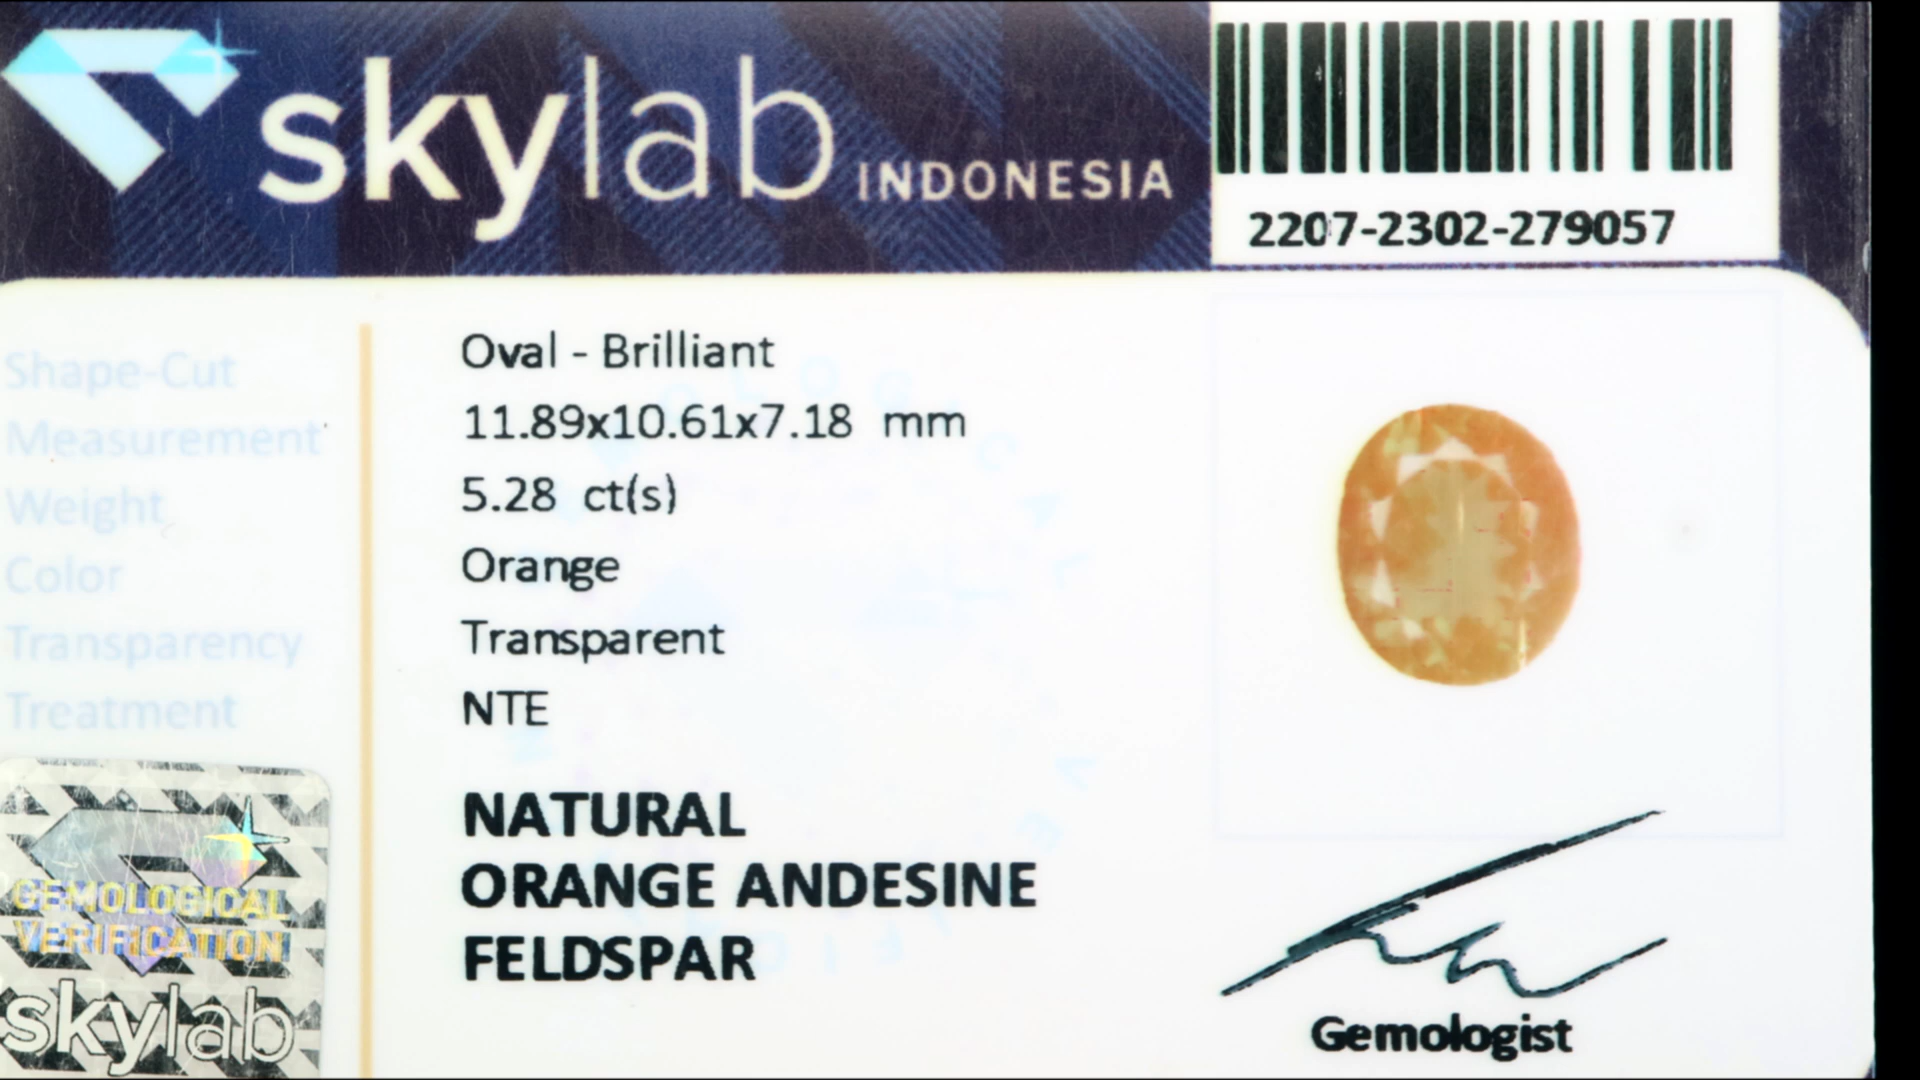 skylab INDONESIA
2207-2302-279057
Shape-Cut Oval - Brilliant
Measurement 11.89x10.61x7.18 mm
Weight 5.28 ct(s)
Color Orange
Transparency Transparent
Treatment NTE
NATURAL
ORANGE ANDESINE
FELDSPAR
GEMOLOGICAL
VERIFICATION
skylab
Gemologist